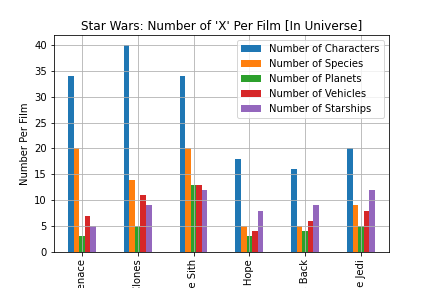 Star Wars: Number of 'X' Per Film [In Universe]
Number of Characters
Number of Species
Number of Planets
Number of Vehicles
Number of Starships
Number Per Film
40
35
30
25
20
15
10
5
0
enace
lones
e Sith
Hope
Back
e Jedi